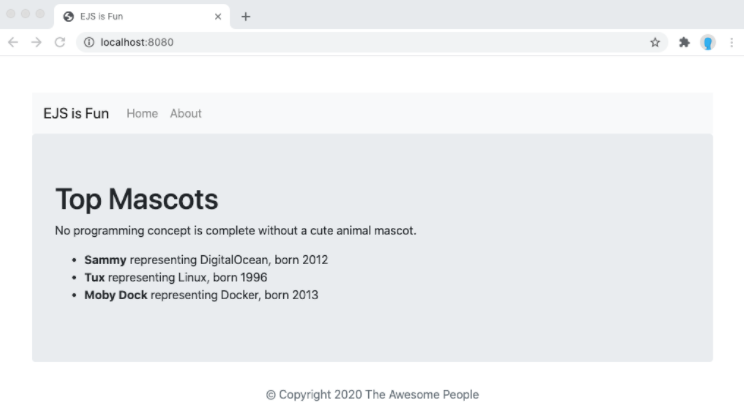 EJS is Fun
localhost:8080
EJS is Fun Home About
Top Mascots
No programming concept is complete without a cute animal mascot.
• Sammy representing DigitalOcean, born 2012
• Tux representing Linux, born 1996
• Moby Dock representing Docker, born 2013
© Copyright 2020 The Awesome People